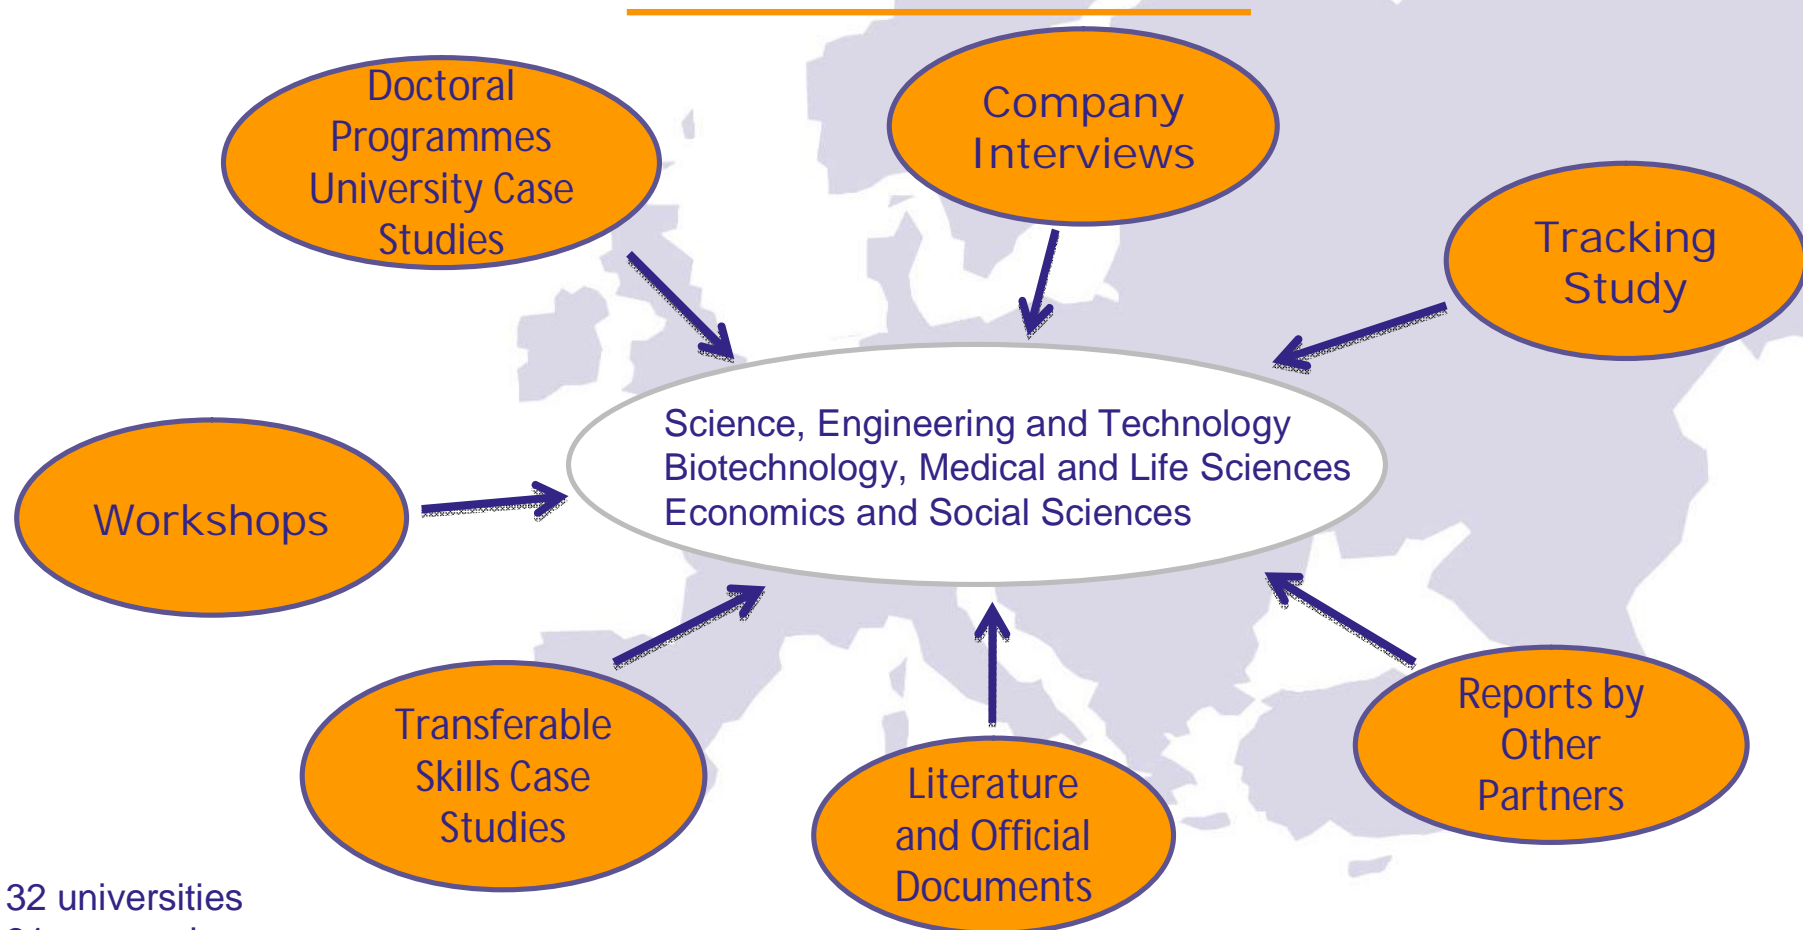 Doctoral
Programmes
University Case
Studies
Company
Interviews
Tracking
Study
Science, Engineering and Technology
Biotechnology, Medical and Life Sciences
Economics and Social Sciences
Workshops
Transferable
Skills Case
Studies
Literature
and Official
Documents
Reports by
Other
Partners
32 universities